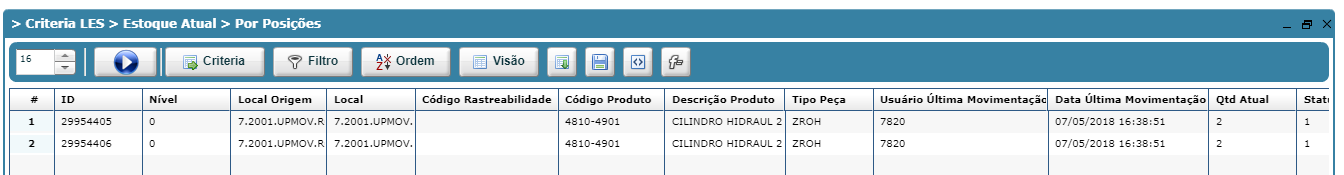 > Criteria LES > Estoque Atual > Por Posições
16 Criteria Filtro Ordem Visão
# ID Nível Local Origem Local Código Rastreabilidade Código Produto Descrição Produto Tipo Peça Usuário Última Movimentação Data Última Movimentação Qtd Atual Statu
1 29954405 0 7.2001.UPMOV.R 7.2001.UPMOV. 4810-4901 CILINDRO HIDRAUL 2 ZROH 7820 07/05/2018 16:38:51 2 1
2 29954406 0 7.2001.UPMOV.R 7.2001.UPMOV. 4810-4901 CILINDRO HIDRAUL 2 ZROH 7820 07/05/2018 16:38:51 2 1